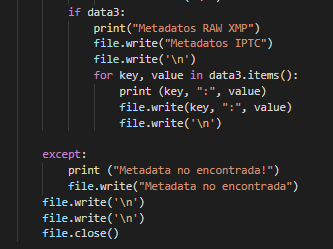 if data3:
print("Metadatos RAW XMP")
file.write("Metadatos IPTC")
file.write('\n')
for key, value in data3.items():
print (key, ":", value)
file.write(key, ":", value)
file.write('\n')
except:
print ("Metadata no encontrada!")
file.write("Metadata no encontrada")
file.write('\n')
file.write('\n')
file.close()